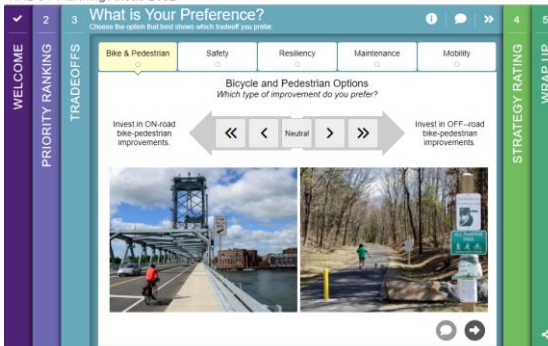 WELCOME
2
PRIORITY RANKING
3
TRADEOFFS
What is Your Preference?
Choose the option that best shows which tradeoff you prefer.
Bike & Pedestrian
Safety
Resiliency
Maintenance
Mobility
Bicycle and Pedestrian Options
Which type of improvement do you prefer?
Invest in ON-road
bike-pedestrian
improvements.
Neutral
Invest in OFF--road
bike-pedestrian
improvements.
4
STRATEGY RATING
5
WRAP UP